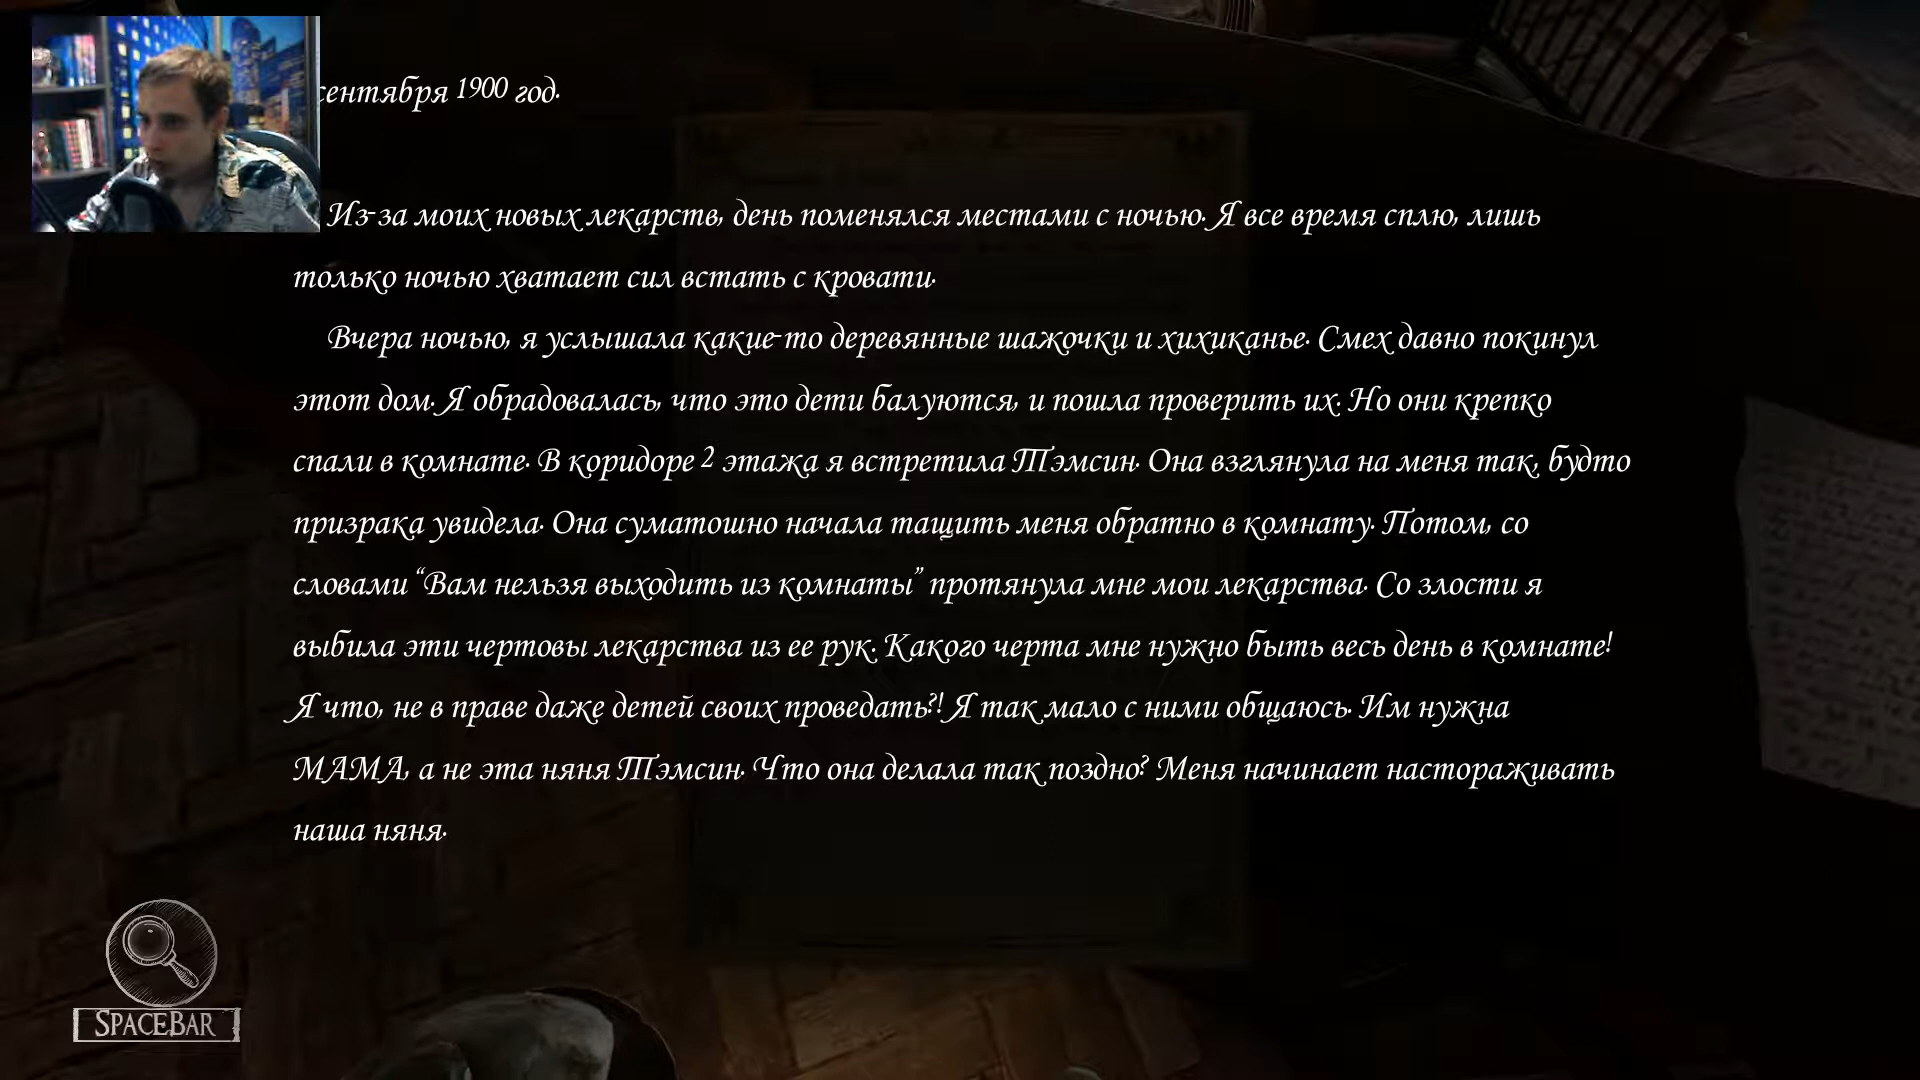 сентября 1900 год.
Из-за моих новых лекарств, день поменялся местами с ночью. Я все время сплю, лишь
только ночью хватает сил встать с кровати.
Вчера ночью, я услышала какие-то деревянные шажочки и хихиканье. Смех давно покинул
этот дом. Я обрадовалась, что это дети балуются, и пошла проверить их. Но они крепко
спали в комнате. В коридоре 2 этажа я встретила Тэмсин. Она взглянула на меня так, будто
призрака увидела. Она суматошно начала тащить меня обратно в комнату. Потом, со
словами “Вам нельзя выходить из комнаты” протянула мне мои лекарства. Со злости я
выбила эти чертовы лекарства из ее рук. Какого черта мне нужно быть весь день в комнате!
Я что, не в праве даже детей своих проведать?! Я так мало с ними общаюсь. Им нужна
МАМА, а не эта няня Тэмсин. Что она делала так поздно? Меня начинает настораживать
наша няня.
SPACEBAR